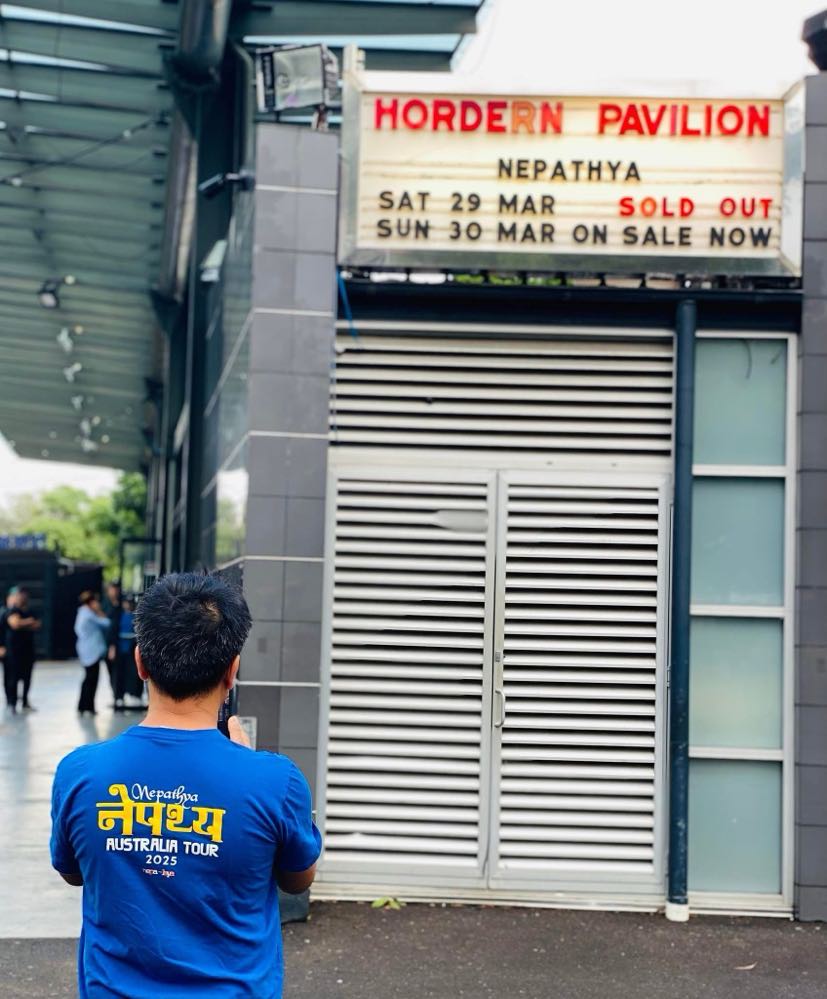 HORDERN PAVILION
NEPATHYA
SAT 29 MAR SOLD OUT
SUN 30 MAR ON SALE NOW
Nepathya
नेपथ्य
AUSTRALIA TOUR
2025